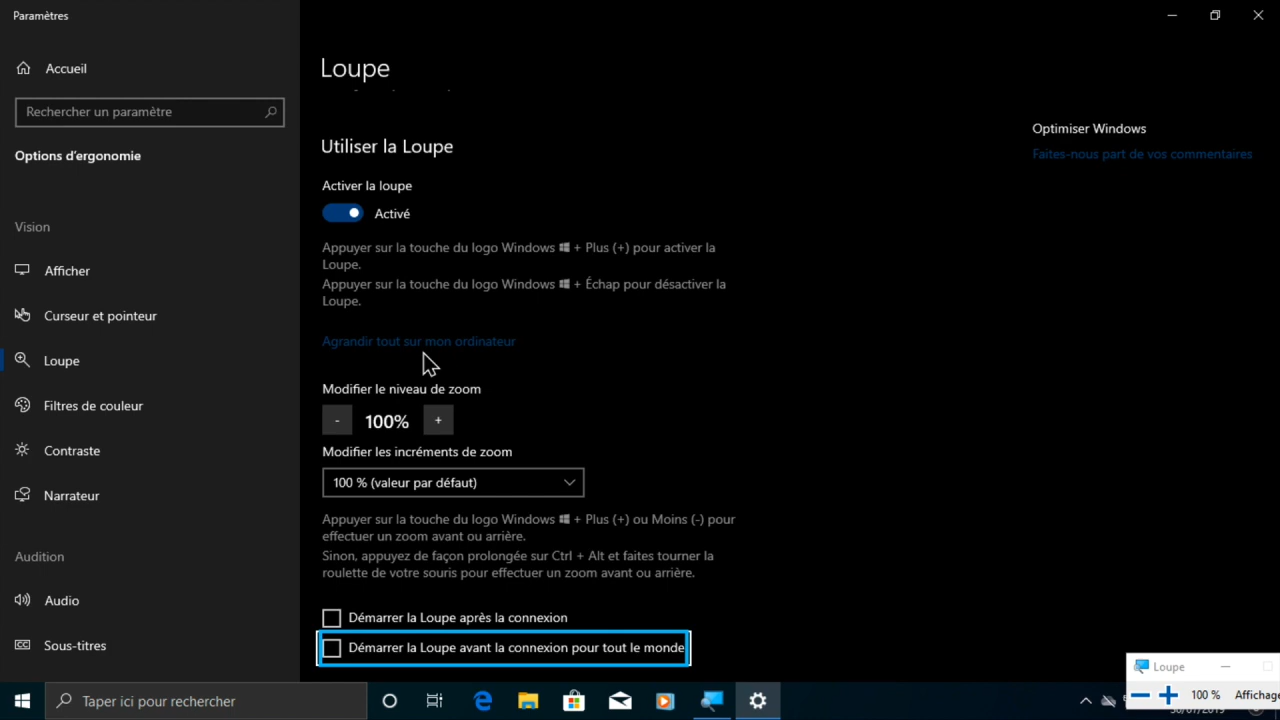 Paramètres
Accueil
Rechercher un paramètre
Options d'ergonomie
Vision
Afficher
Curseur et pointeur
Loupe
Filtres de couleur
Contraste
Narrateur
Audition
Audio
Sous-titres
Loupe
Utiliser la Loupe
Activer la loupe
Activé
Appuyer sur la touche du logo Windows + Plus (+) pour activer la
Loupe.
Appuyer sur la touche du logo Windows + Échap pour désactiver la
Loupe.
Agrandir tout sur mon ordinateur
Modifier le niveau de zoom
- 100% +
Modifier les incréments de zoom
100 % (valeur par défaut)
Appuyer sur la touche du logo Windows + Plus (+) ou Moins (-) pour
effectuer un zoom avant ou arrière.
Sinon, appuyez de façon prolongée sur Ctrl + Alt et faites tourner la
roulette de votre souris pour effectuer un zoom avant ou arrière.
Démarrer la Loupe après la connexion
Démarrer la Loupe avant la connexion pour tout le monde
Optimiser Windows
Faites-nous part de vos commentaires
Loupe
100 % Affichage
Taper ici pour rechercher
30/07/2019